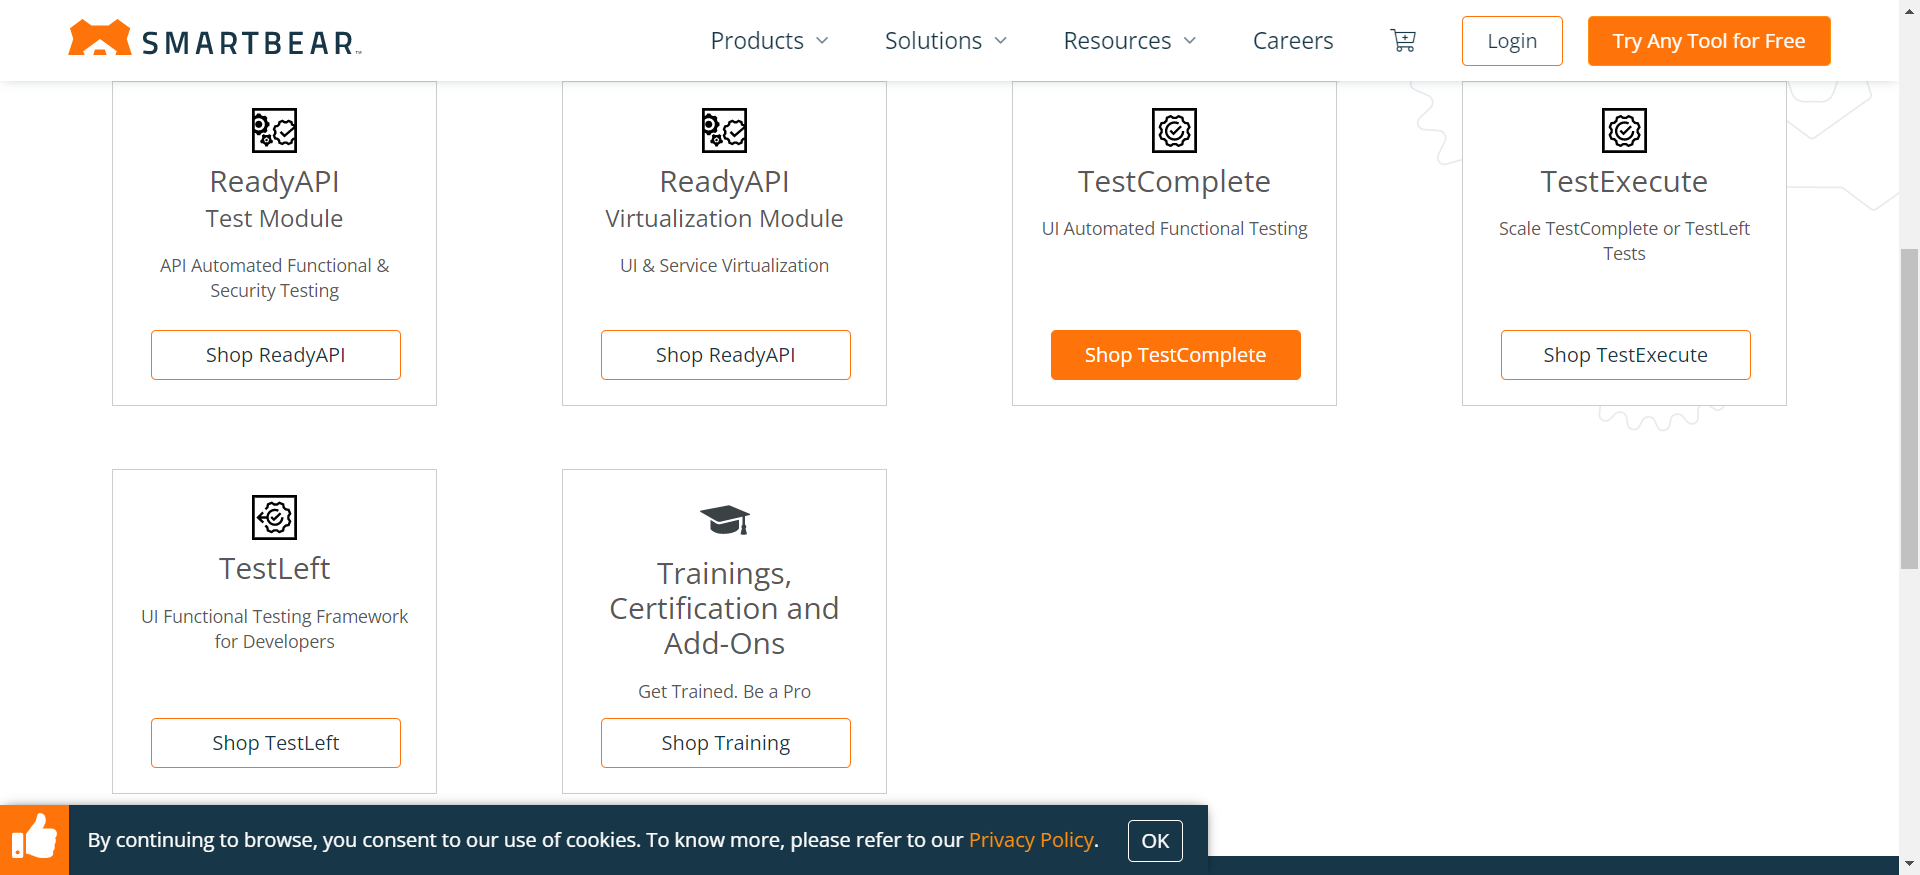 SMARTBEAR™
Products
Solutions
Resources
Careers
Login
Try Any Tool for Free
ReadyAPI
Test Module
API Automated Functional &
Security Testing
Shop ReadyAPI
ReadyAPI
Virtualization Module
UI & Service Virtualization
Shop ReadyAPI
TestComplete
UI Automated Functional Testing
Shop TestComplete
TestExecute
Scale TestComplete or TestLeft
Tests
Shop TestExecute
TestLeft
UI Functional Testing Framework
for Developers
Shop TestLeft
Trainings,
Certification and
Add-Ons
Get Trained. Be a Pro
Shop Training
By continuing to browse, you consent to our use of cookies. To know more, please refer to our Privacy Policy.
OK